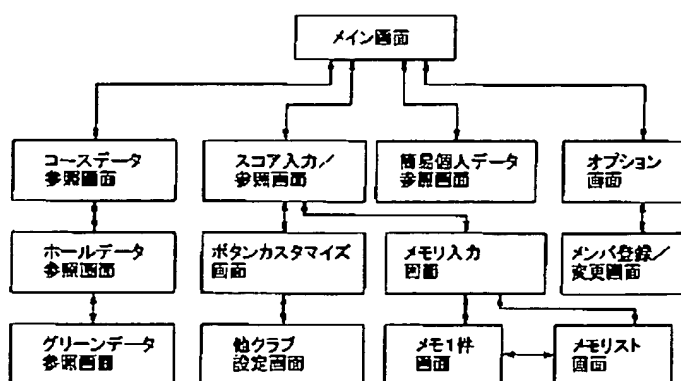 メイン画面
コースデータ
参照画面
スコア入力／
参照画面
簡易個人データ
参照画面
オプション
画面
ホールデータ
参照画面
ボタンカスタマイズ
画面
メモリ入力
画面
メンバ登録／
変更画面
グリーンデータ
参照画面
他クラブ
設定画面
メモ1件
画面
メモリスト
画面